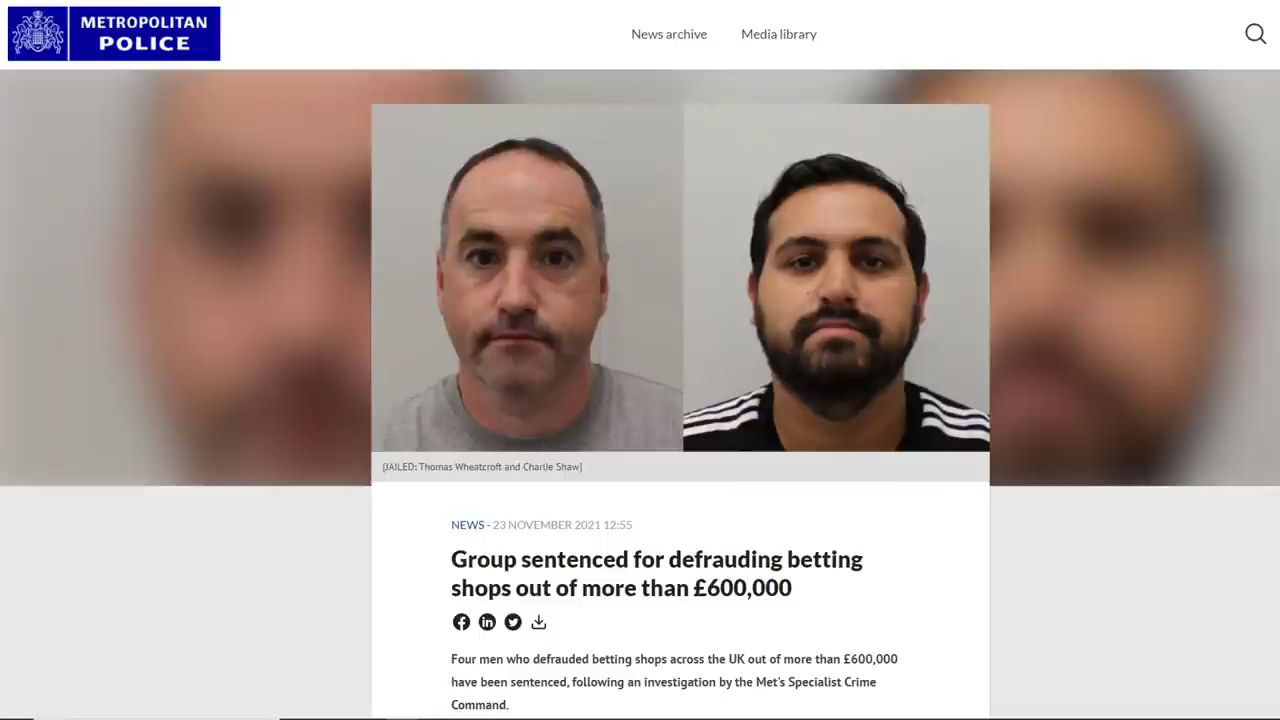 METROPOLITAN
POLICE
News archive
Media library
[JAILED: Thomas Wheatcroft and Charlie Shaw]
NEWS - 23 NOVEMBER 2021 12:55
Group sentenced for defrauding betting
shops out of more than £600,000
Four men who defrauded betting shops across the UK out of more than £600,000
have been sentenced, following an investigation by the Met's Specialist Crime
Command.